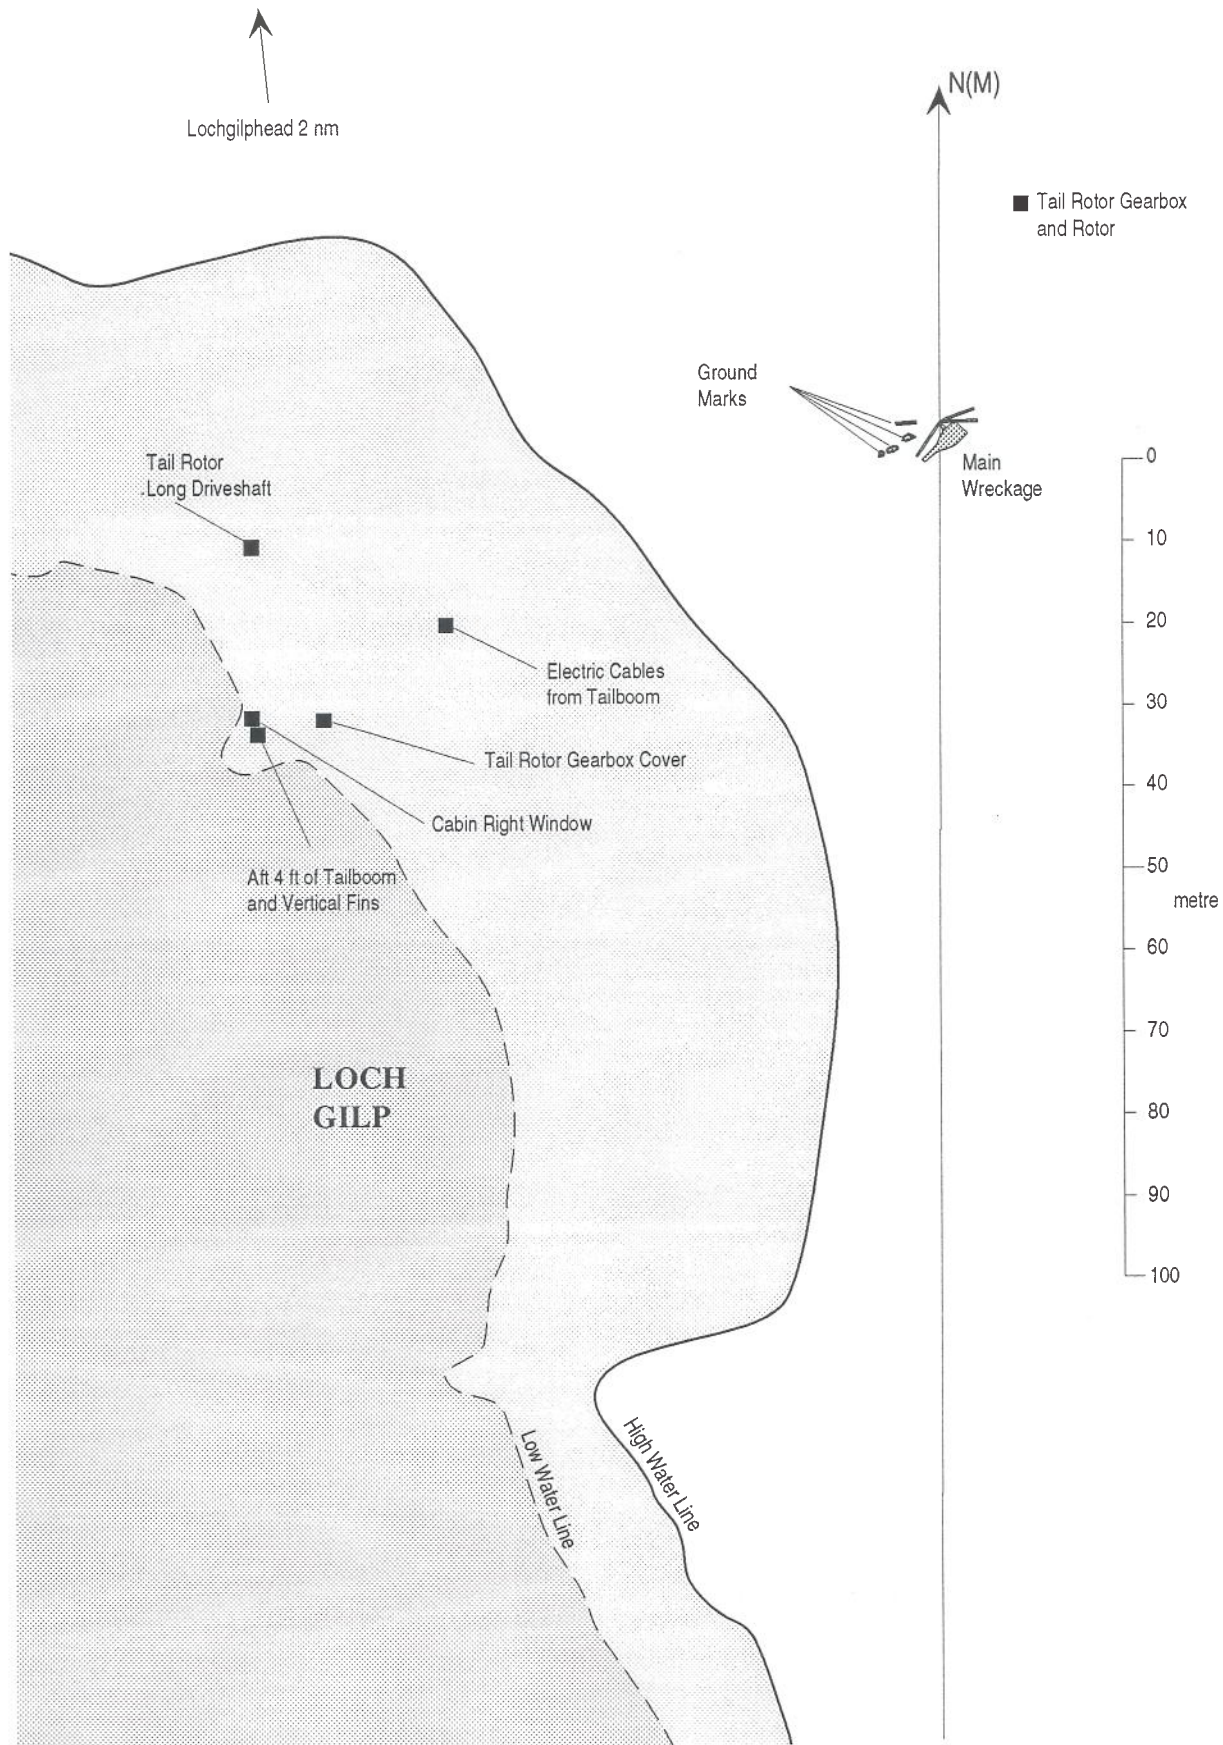 Lochgilphead 2 nm
N(M)
Tail Rotor Gearbox
and Rotor
Ground
Marks
Main
Wreckage
Tail Rotor
Long Driveshaft
Electric Cables
from Tailboom
Tail Rotor Gearbox Cover
Cabin Right Window
Aft 4 ft of Tailboom
and Vertical Fins
LOCH
GILP
Low Water Line
High Water Line
0
10
20
30
40
50
metre
60
70
80
90
100